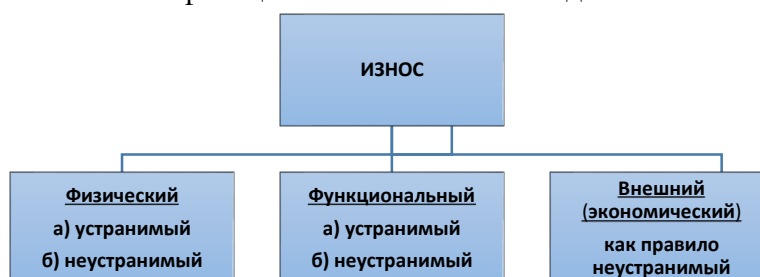 ИЗНОС
Физический
а) устранимый
б) неустранимый
Функциональный
а) устранимый
б) неустранимый
Внешний
(экономический)
как правило
неустранимый